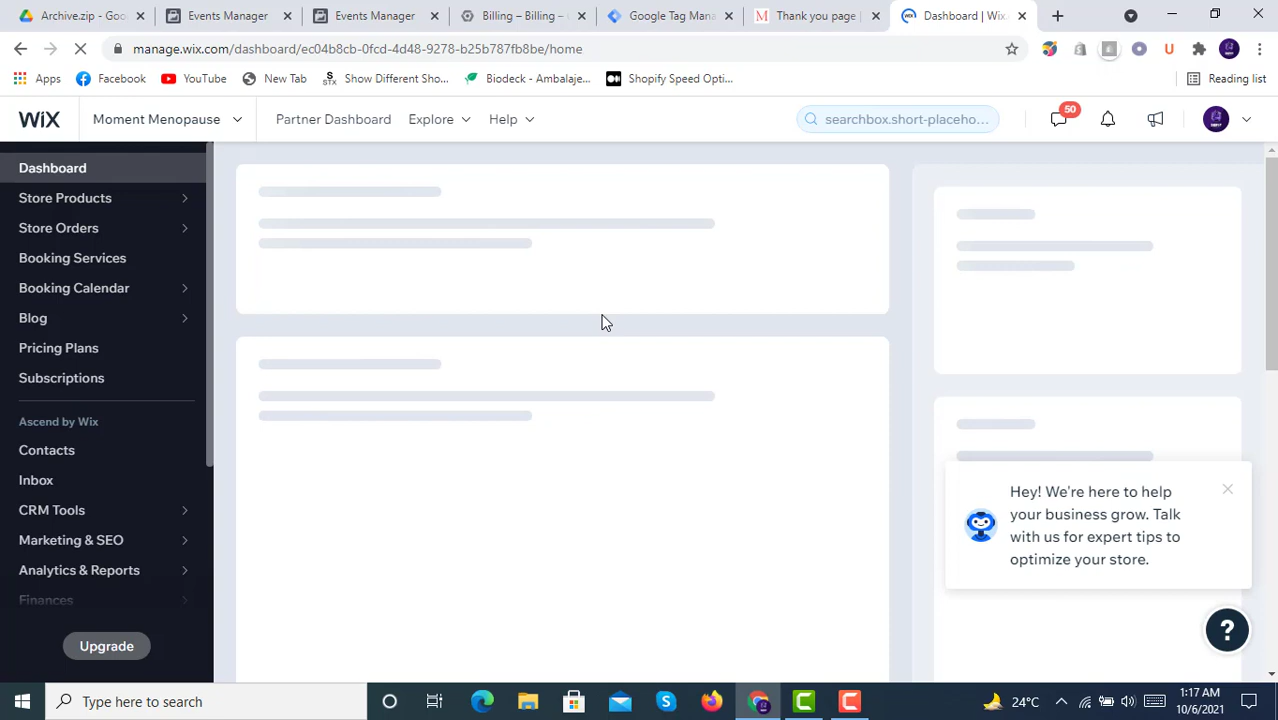 Archive.zip - Goo
Events Manager
Events Manager
Billing – Billing – G
Google Tag Mana
Thank you page |
Dashboard | Wix.
manage.wix.com/dashboard/ec04b8cb-0fcd-4d48-9278-b25b787fb8be/home
Apps
Facebook
YouTube
New Tab
Show Different Sho...
Biodeck - Ambalaje...
Shopify Speed Opti...
Reading list
WiX
Moment Menopause
Partner Dashboard
Explore
Help
searchbox.short-placeho...
50
Dashboard
Store Products
Store Orders
Booking Services
Booking Calendar
Blog
Pricing Plans
Subscriptions
Ascend by Wix
Contacts
Inbox
CRM Tools
Marketing & SEO
Analytics & Reports
Finances
Upgrade
Hey! We're here to help
your business grow. Talk
with us for expert tips to
optimize your store.
?
Type here to search
24°C
1:17 AM
10/6/2021